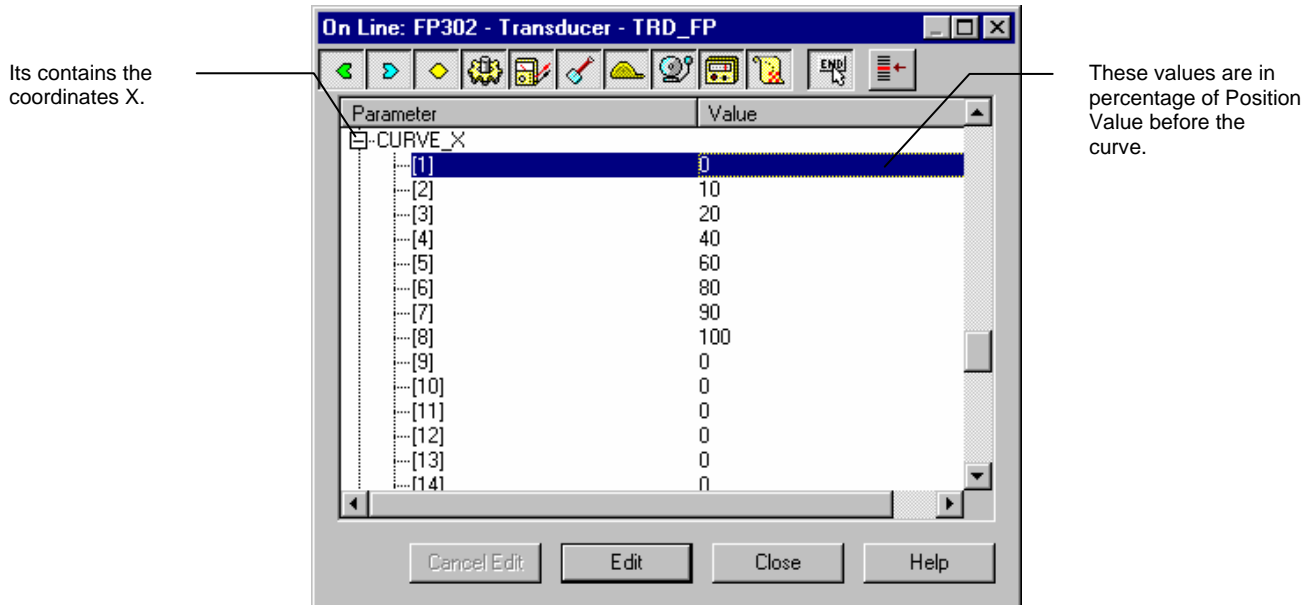 On Line: FP302 - Transducer - TRD_FP
Its contains the
coordinates X.
END
These values are in
percentage of Position
Value before the
curve.
Parameter Value
CURVE_X
[1] 0
[2] 10
[3] 20
[4] 40
[5] 60
[6] 80
[7] 90
[8] 100
[9] 0
[10] 0
[11] 0
[12] 0
[13] 0
[14] 0
Cancel Edit Edit Close Help